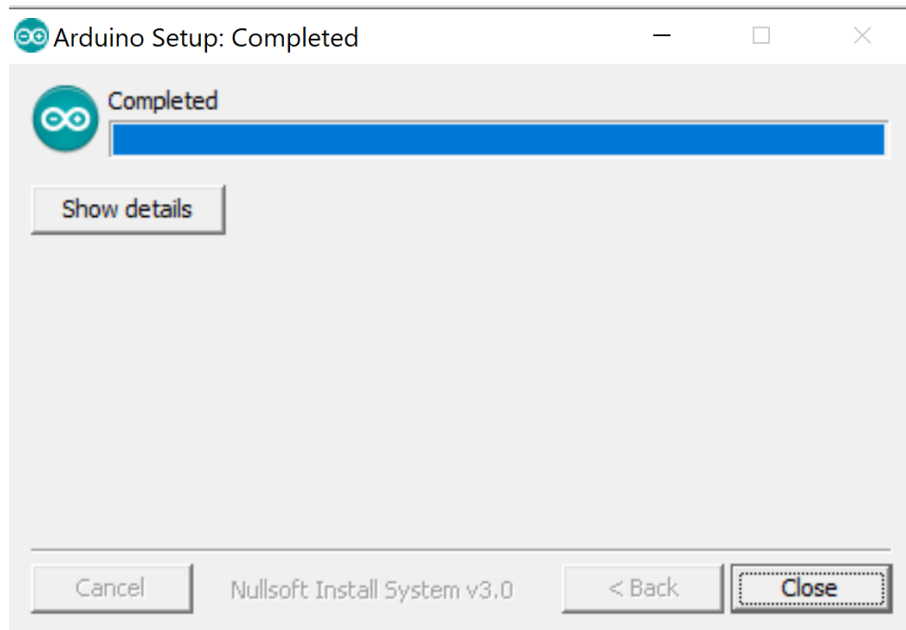 Arduino Setup: Completed
Completed
Show details
Cancel
Nullsoft Install System v3.0
< Back
Close